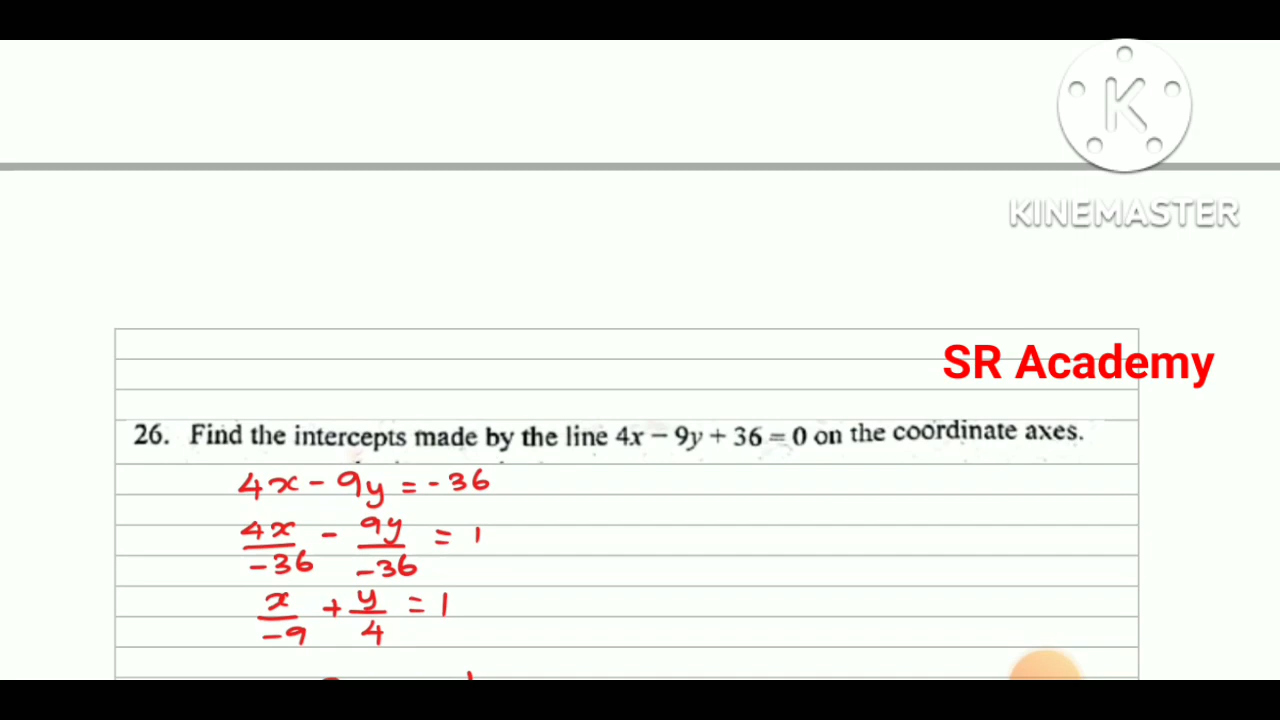 K
KINEMASTER
SR Academy
26. Find the intercepts made by the line 4x − 9y + 36 = 0 on the coordinate axes.
4x - 9y = -36
4x/-36 - 9y/-36 = 1
x/-9 + y/4 = 1